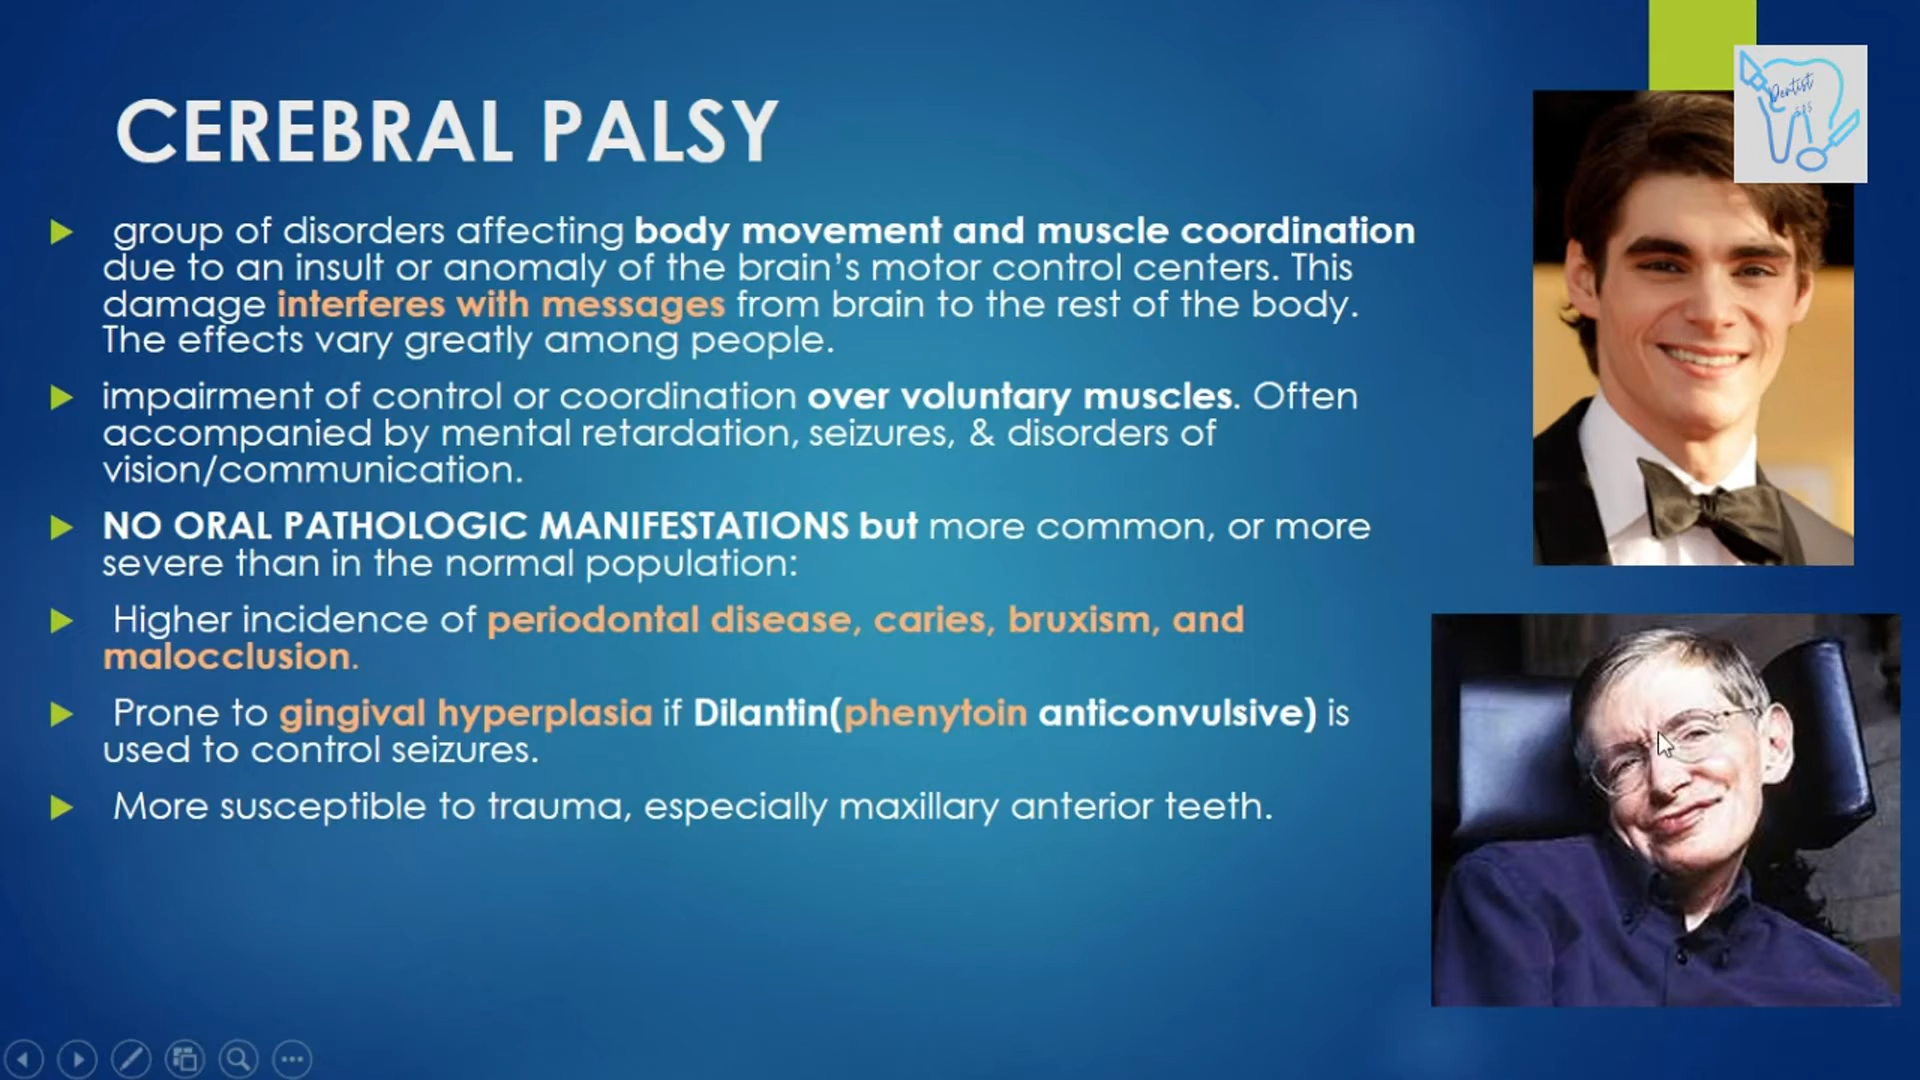 CEREBRAL PALSY
group of disorders affecting body movement and muscle coordination
due to an insult or anomaly of the brain’s motor control centers. This
damage interferes with messages from brain to the rest of the body.
The effects vary greatly among people.
impairment of control or coordination over voluntary muscles. Often
accompanied by mental retardation, seizures, & disorders of
vision/communication.
NO ORAL PATHOLOGIC MANIFESTATIONS but more common, or more
severe than in the normal population:
Higher incidence of periodontal disease, caries, bruxism, and
malocclusion.
Prone to gingival hyperplasia if Dilantin(phenytoin anticonvulsive) is
used to control seizures.
More susceptible to trauma, especially maxillary anterior teeth.
Dentist